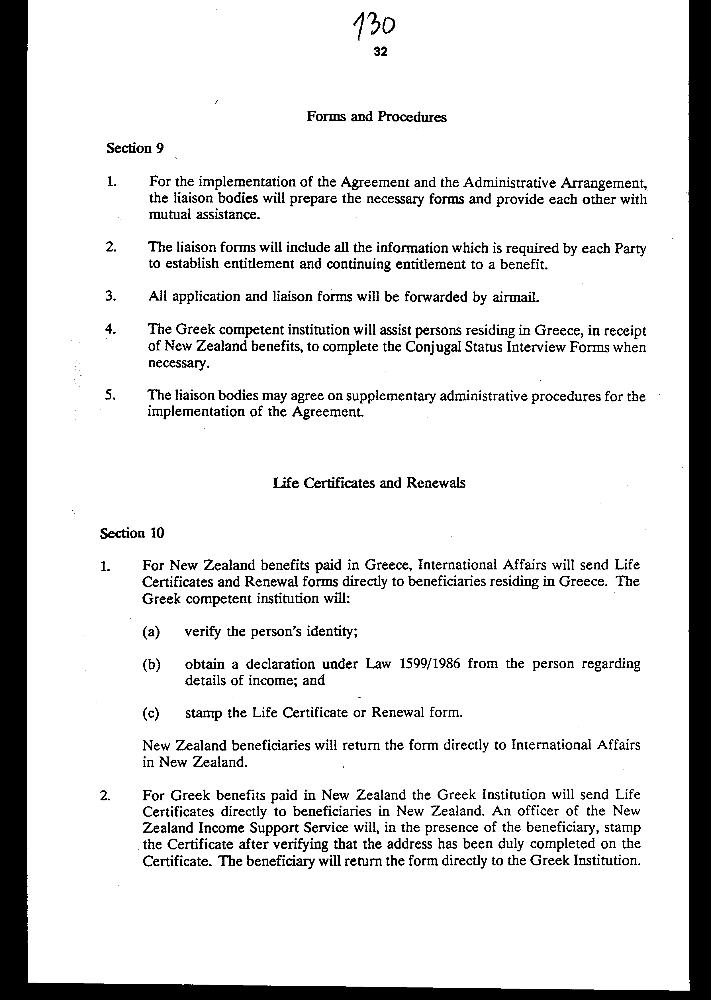 130
32
Forms and Procedures
Section 9
1. For the implementation of the Agreement and the Administrative Arrangement,
the liaison bodies will prepare the necessary forms and provide each other with
mutual assistance.
2. The liaison forms will include all the information which is required by each Party
to establish entitlement and continuing entitlement to a benefit.
3. All application and liaison forms will be forwarded by airmail.
4. The Greek competent institution will assist persons residing in Greece, in receipt
of New Zealand benefits, to complete the Conjugal Status Interview Forms when
necessary.
5. The liaison bodies may agree on supplementary administrative procedures for the
implementation of the Agreement.
Life Certificates and Renewals
Section 10
1. For New Zealand benefits paid in Greece, International Affairs will send Life
Certificates and Renewal forms directly to beneficiaries residing in Greece. The
Greek competent institution will:
(a) verify the person's identity;
(b) obtain a declaration under Law 1599/1986 from the person regarding
details of income; and
(c) stamp the Life Certificate or Renewal form.
New Zealand beneficiaries will return the form directly to International Affairs
in New Zealand.
2. For Greek benefits paid in New Zealand the Greek Institution will send Life
Certificates directly to beneficiaries in New Zealand. An officer of the New
Zealand Income Support Service will, in the presence of the beneficiary, stamp
the Certificate after verifying that the address has been duly completed on the
Certificate. The beneficiary will return the form directly to the Greek Institution.